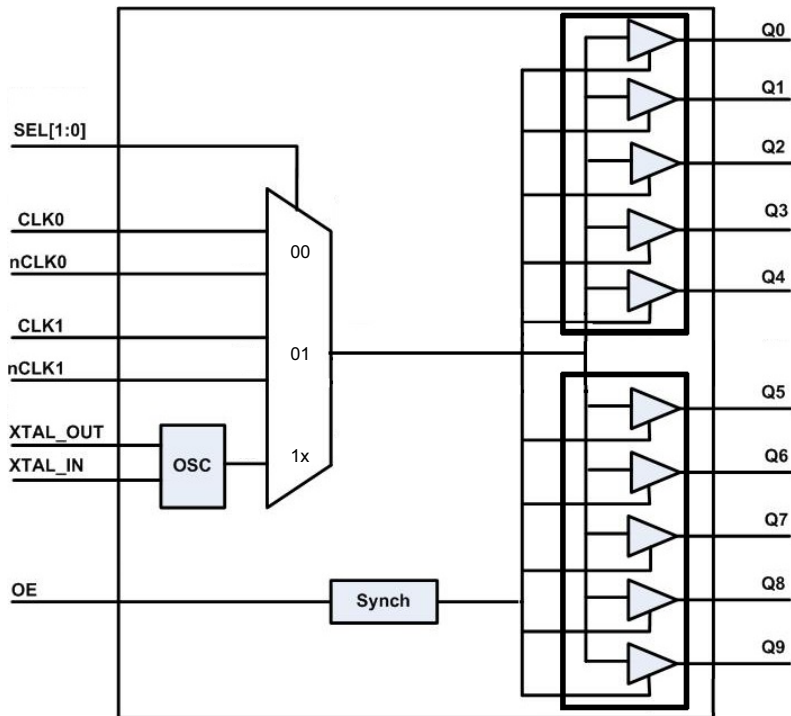 Q0
Q1
SEL[1:0]
Q2
CLK0
Q3
00
nCLK0
Q4
CLK1
01
nCLK1
Q5
XTAL_OUT
1x
Q6
OSC
XTAL_IN
Q7
OE
Synch
Q8
Q9